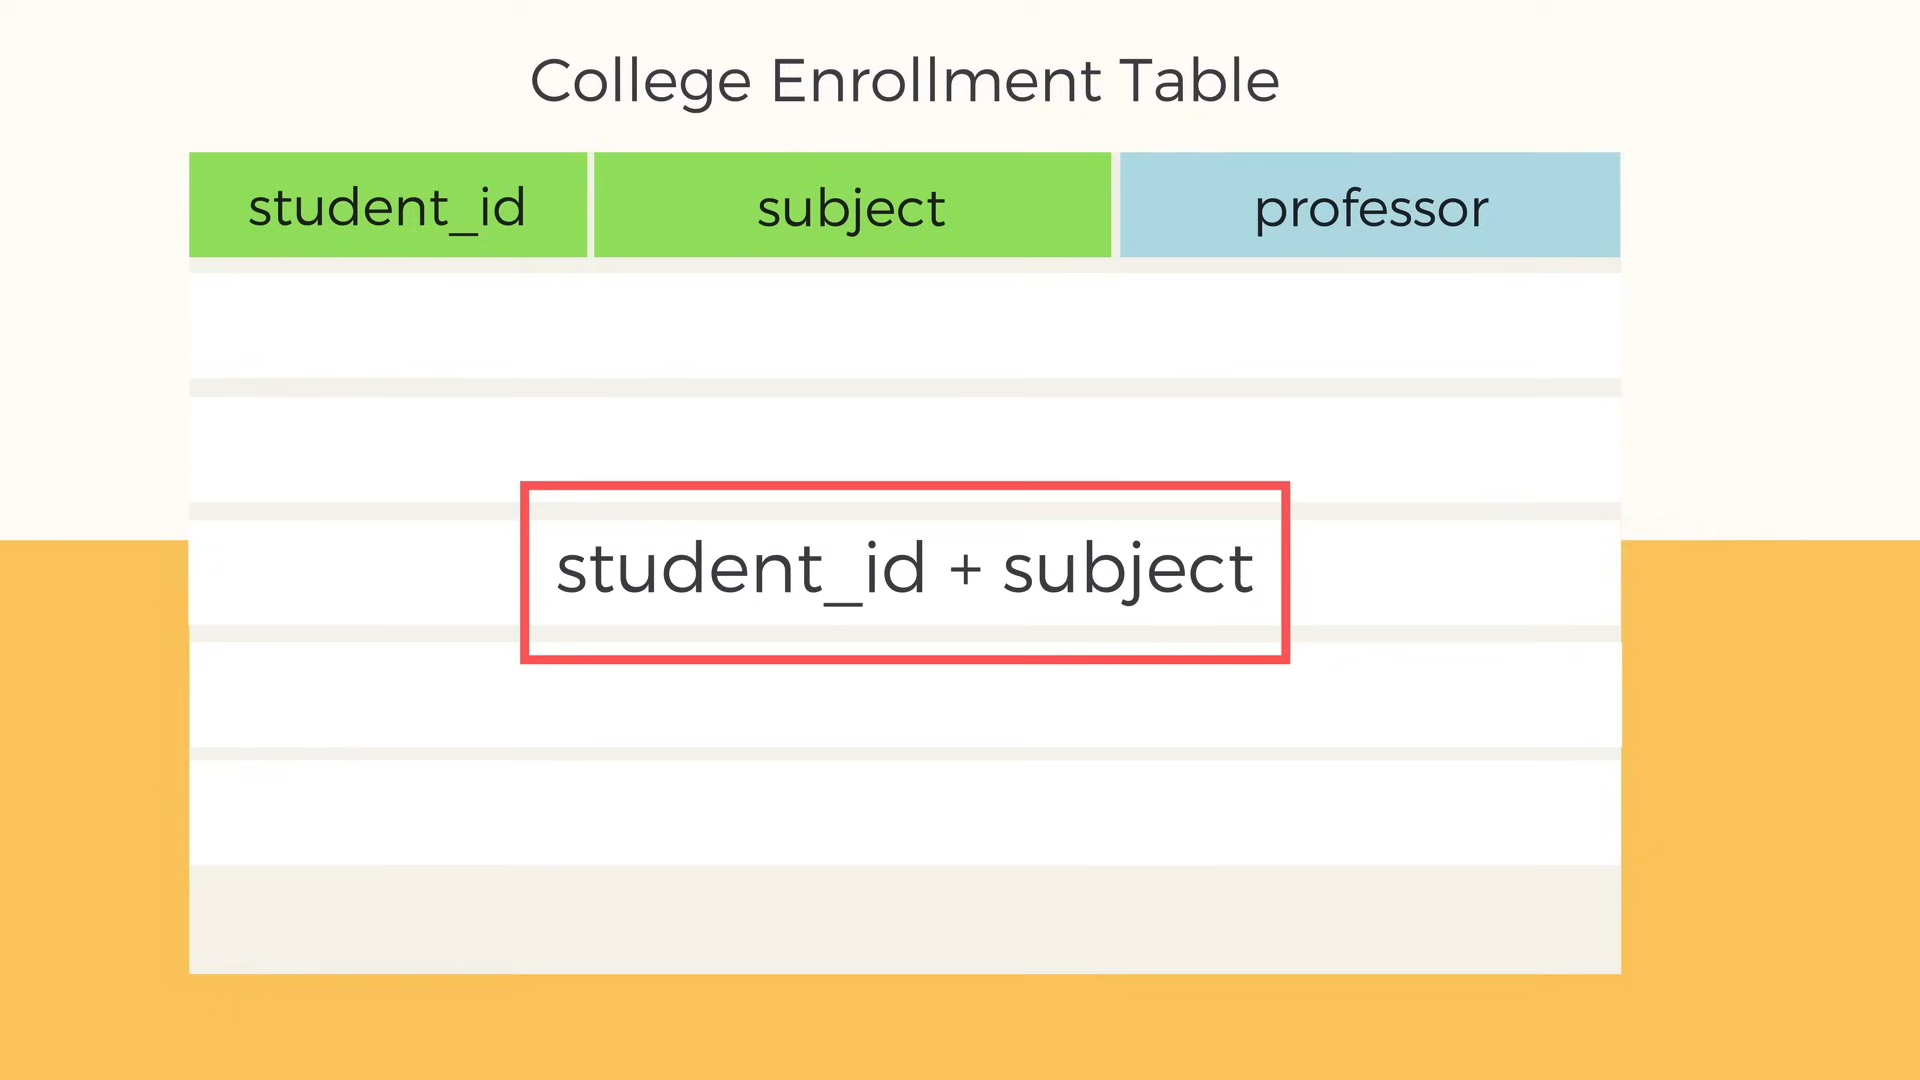 College Enrollment Table
student_id subject professor
student_id + subject